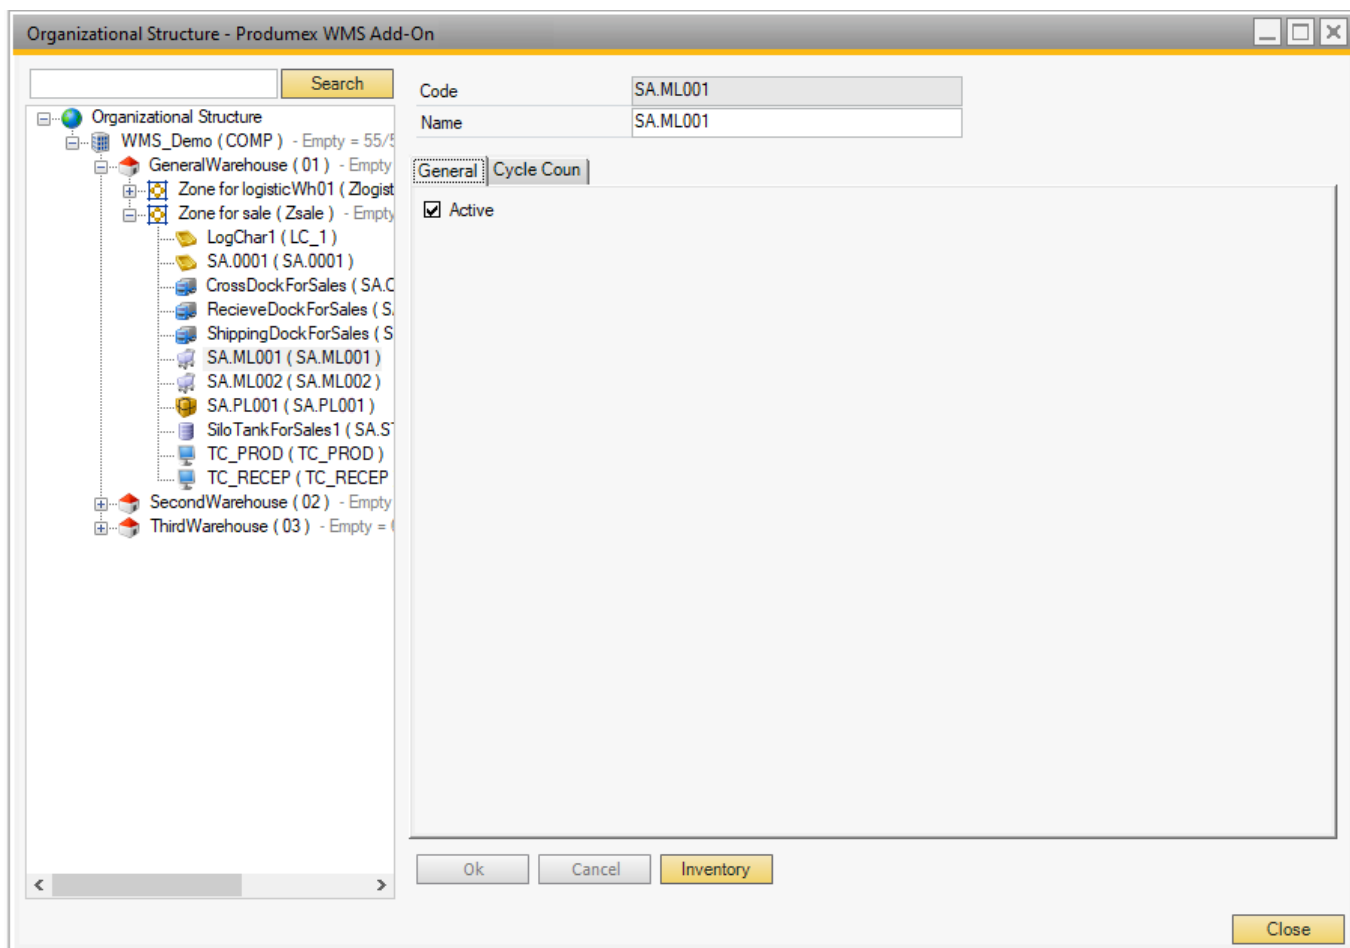 Organizational Structure - Produmex WMS Add-On
Search
Code SA.ML001
Name SA.ML001
Organizational Structure
WMS_Demo ( COMP ) - Empty = 55/5
GeneralWarehouse ( 01 ) - Empty
Zone for logisticWh01 ( Zlogist
Zone for sale ( Zsale ) - Empty
LogChar1 ( LC_1 )
SA.0001 ( SA.0001 )
CrossDockForSales ( SA.C
RecieveDockForSales ( S
ShippingDockForSales ( S
SA.ML001 ( SA.ML001 )
SA.ML002 ( SA.ML002 )
SA.PL001 ( SA.PL001 )
SiloTankForSales1 ( SA.S
TC_PROD ( TC_PROD )
TC_RECEP ( TC_RECEP
SecondWarehouse ( 02 ) - Empty
ThirdWarehouse ( 03 ) - Empty =
General Cycle Coun
Active
Ok Cancel Inventory
Close